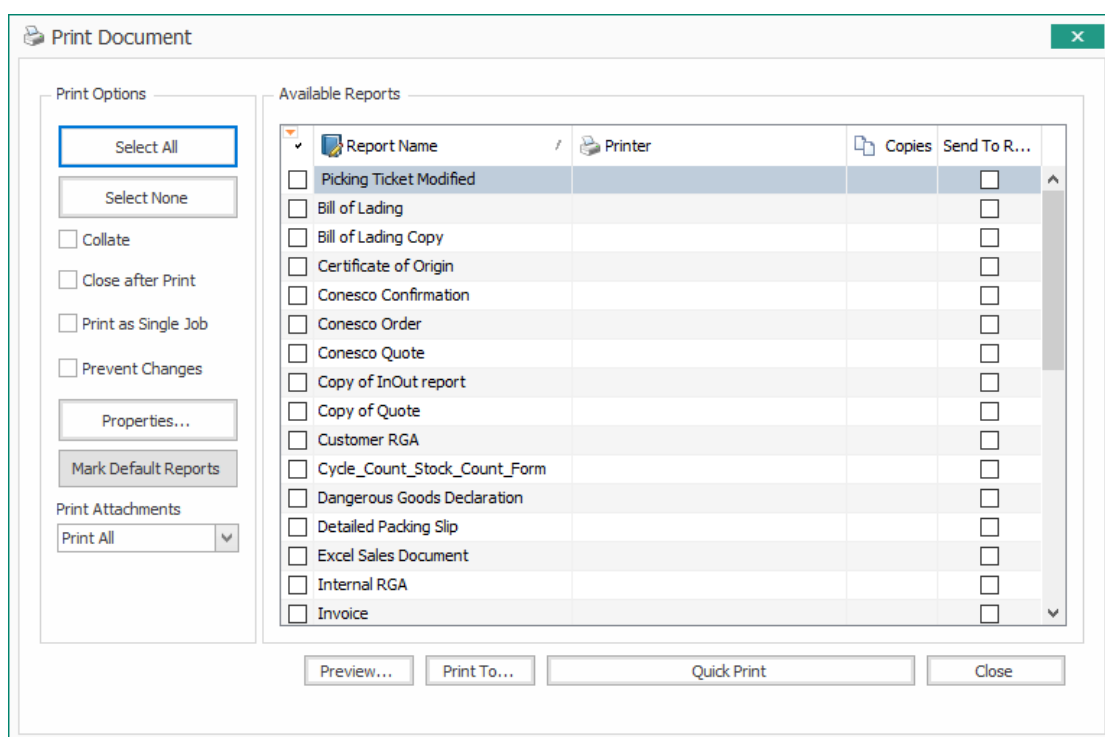 Print Document
Print Options
Select All
Select None
Collate
Close after Print
Print as Single Job
Prevent Changes
Properties...
Mark Default Reports
Print Attachments
Print All
Available Reports
Report Name / Printer Copies Send To R...
Picking Ticket Modified
Bill of Lading
Bill of Lading Copy
Certificate of Origin
Conesco Confirmation
Conesco Order
Conesco Quote
Copy of InOut report
Copy of Quote
Customer RGA
Cycle_Count_Stock_Count_Form
Dangerous Goods Declaration
Detailed Packing Slip
Excel Sales Document
Internal RGA
Invoice
Preview... Print To... Quick Print Close